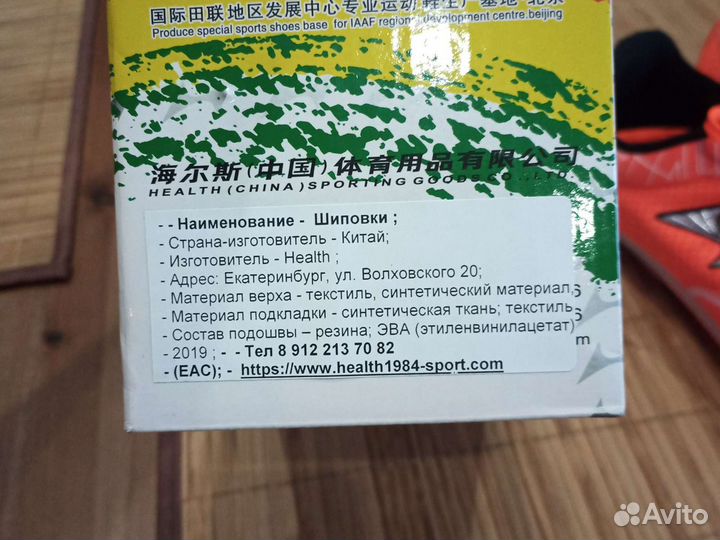 国际田联地区发展中心专业运动鞋生产基地·北京
Produce special sports shoes base for IAAF regional development centre.beijing
海尔斯(中国)体育用品有限公司
HEALTH (CHINA) SPORTING GOODS CO., LTD.
- - Наименование - Шиповки ;
- Страна-изготовитель - Китай;
- Изготовитель - Health ;
- Адрес: Екатеринбург, ул. Волховского 20;
- Материал верха - текстиль, синтетический материал,
- Материал подкладки - синтетическая ткань; текстиль
- Состав подошвы – резина; ЭВА (этиленвинилацетат)
- 2019 ; - - Тел 8 912 213 70 82
- (ЕАС); - https://www.health1984-sport.com
s
s
m
Avito